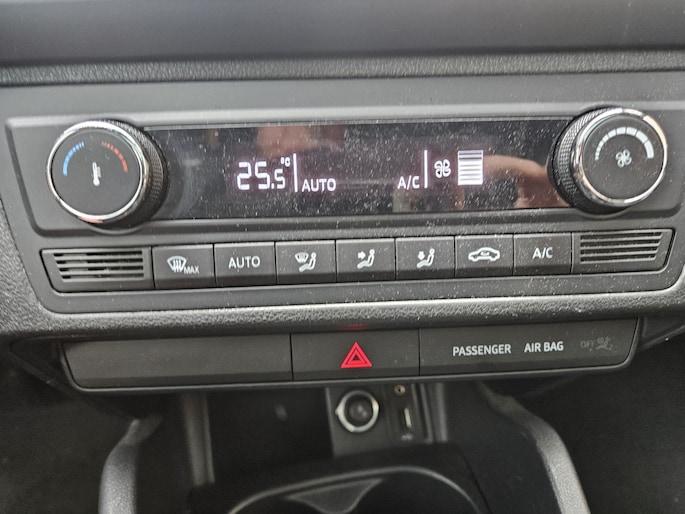 25.5°C AUTO A/C
MAX AUTO A/C
PASSENGER AIR BAG OFF